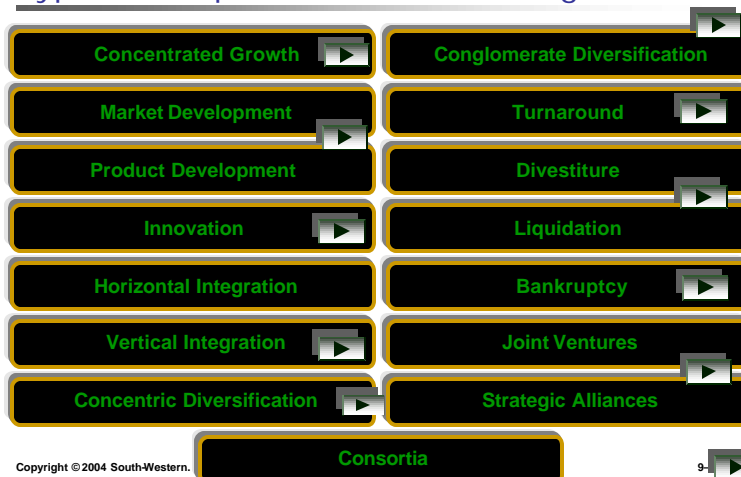 Concentrated Growth
Conglomerate Diversification
Market Development
Turnaround
Product Development
Divestiture
Innovation
Liquidation
Horizontal Integration
Bankruptcy
Vertical Integration
Joint Ventures
Concentric Diversification
Strategic Alliances
Consortia
Copyright ©2004 South-Western.
9-